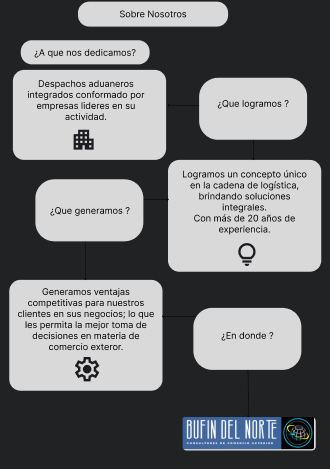 Sobre Nosotros
¿A que nos dedicamos?
Despachos aduaneros
integrados conformado por
empresas lideres en su
actividad.
¿Que logramos ?
Logramos un concepto único
en la cadena de logística,
brindando soluciones
integrales.
Con más de 20 años de
experiencia.
¿Que generamos ?
Generamos ventajas
competitivas para nuestros
clientes en sus negocios; lo que
les permita la mejor toma de
decisiones en materia de
comercio exteror.
¿En donde ?
BUFIN DEL NORTE
CONSULTORES DE COMERCIO EXTERIOR